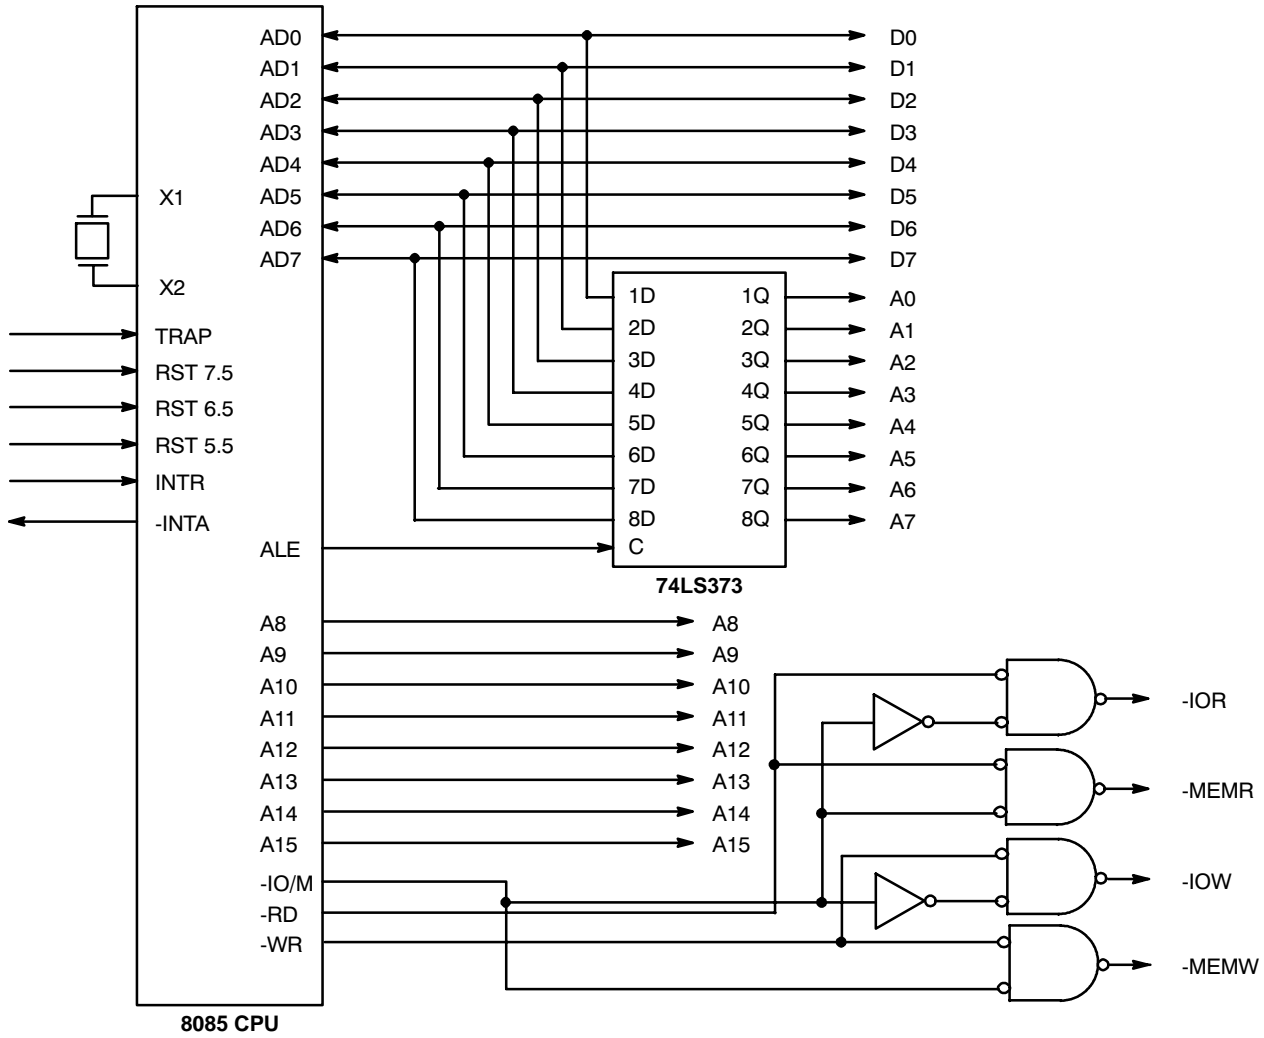 AD0
D0
AD1
D1
AD2
D2
AD3
D3
AD4
D4
X1
AD5
D5
AD6
D6
AD7
D7
X2
1D
1Q
A0
TRAP
2D
2Q
A1
3D
3Q
A2
RST 7.5
4D
4Q
A3
RST 6.5
5D
5Q
A4
RST 5.5
6D
6Q
A5
INTR
7D
7Q
A6
-INTA
8D
8Q
A7
ALE
C
74LS373
A8
A8
A9
A9
A10
A10
-IOR
A11
A11
A12
A12
A13
A13
-MEMR
A14
A14
A15
A15
-IO/M
-IOW
-RD
-WR
-MEMW
8085 CPU